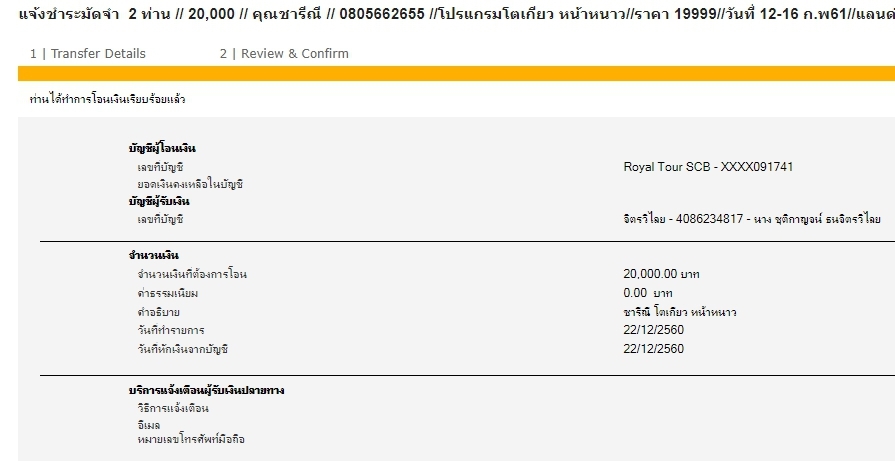 แจ้งชำระมัดจำ 2 ท่าน // 20,000 // คุณชารีณี // 0805662655 //โปรแกรมโตเกียว หน้าหนาว//ราคา 19999//วันที่ 12-16 ก.พ61//แลนด์
1 | Transfer Details 2 | Review & Confirm
ท่านได้ทำการโอนเงินเรียบร้อยแล้ว
บัญชีผู้โอนเงิน
เลขที่บัญชี Royal Tour SCB - XXXX091741
ยอดเงินคงเหลือในบัญชี
บัญชีผู้รับเงิน
เลขที่บัญชี จิตรวิไลย - 4086234817 - นาง ชุติกาญจน์ ธนจิตรวิไลย
จำนวนเงิน
จำนวนเงินที่ต้องการโอน 20,000.00 บาท
ค่าธรรมเนียม 0.00 บาท
คำอธิบาย ชาริณี โตเกียว หน้าหนาว
วันที่ทำรายการ 22/12/2560
วันที่หักเงินจากบัญชี 22/12/2560
บริการแจ้งเตือนผู้รับเงินปลายทาง
วิธีการแจ้งเตือน
อีเมล
หมายเลขโทรศัพท์มือถือ